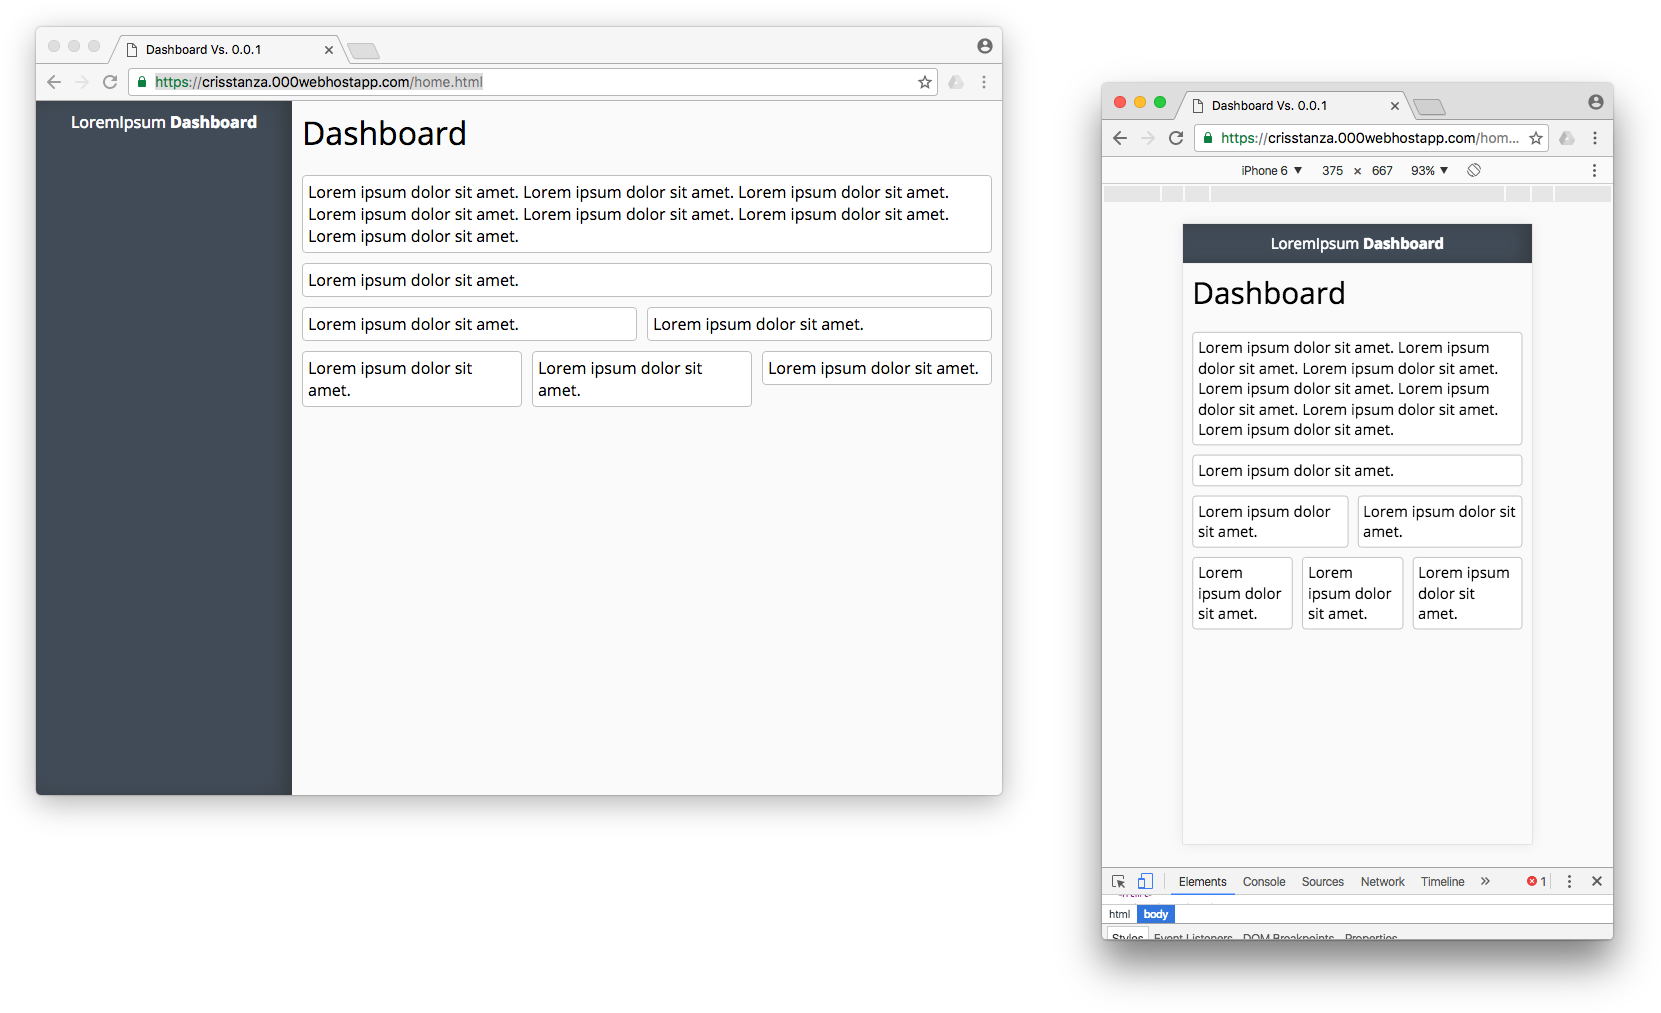 Dashboard Vs. 0.0.1
https://crisstanza.000webhostapp.com/home.html
LoremIpsum Dashboard
Dashboard
Lorem ipsum dolor sit amet. Lorem ipsum dolor sit amet. Lorem ipsum dolor sit amet.
Lorem ipsum dolor sit amet. Lorem ipsum dolor sit amet. Lorem ipsum dolor sit amet.
Lorem ipsum dolor sit amet.
Lorem ipsum dolor sit amet.
Lorem ipsum dolor sit amet.
Lorem ipsum dolor sit amet.
Lorem ipsum dolor sit
amet.
Lorem ipsum dolor sit
amet.
Lorem ipsum dolor sit amet.
Dashboard Vs. 0.0.1
https://crisstanza.000webhostapp.com/hom...
iPhone 6 ▼ 375 × 667 93% ▼
LoremIpsum Dashboard
Dashboard
Lorem ipsum dolor sit amet. Lorem ipsum
dolor sit amet. Lorem ipsum dolor sit amet.
Lorem ipsum dolor sit amet. Lorem ipsum
dolor sit amet. Lorem ipsum dolor sit amet.
Lorem ipsum dolor sit amet.
Lorem ipsum dolor sit amet.
Lorem ipsum dolor
sit amet.
Lorem ipsum dolor sit
amet.
Lorem
ipsum dolor
sit amet.
Lorem
ipsum dolor
sit amet.
Lorem ipsum
dolor sit
amet.
Elements Console Sources Network Timeline » 1
html body
Styles Event Listeners DOM Breakpoints Properties